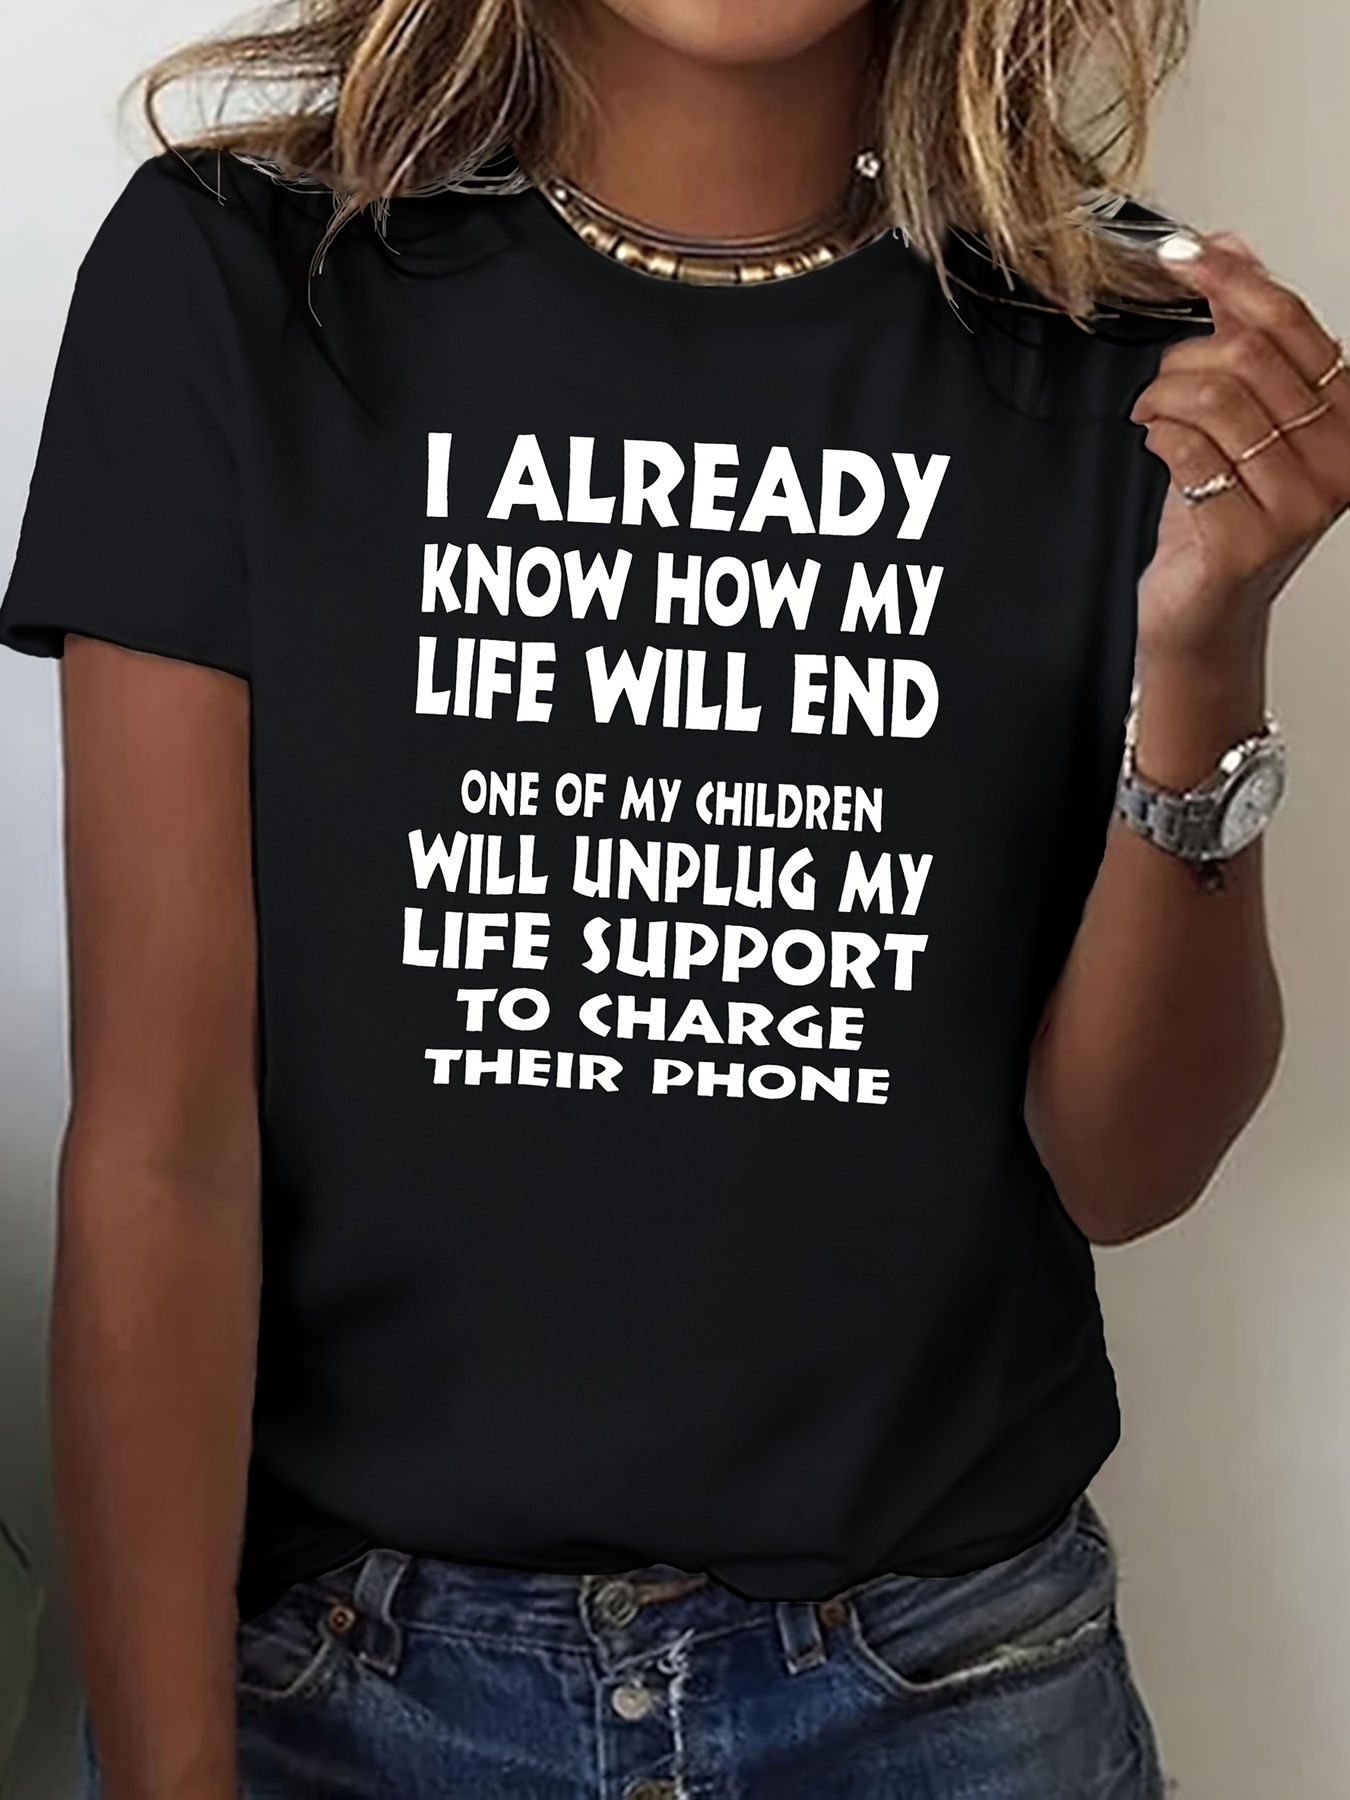 I ALREADY
KNOW HOW MY
LIFE WILL END
ONE OF MY CHILDREN
WILL UNPLUG MY
LIFE SUPPORT
TO CHARGE
THEIR PHONE